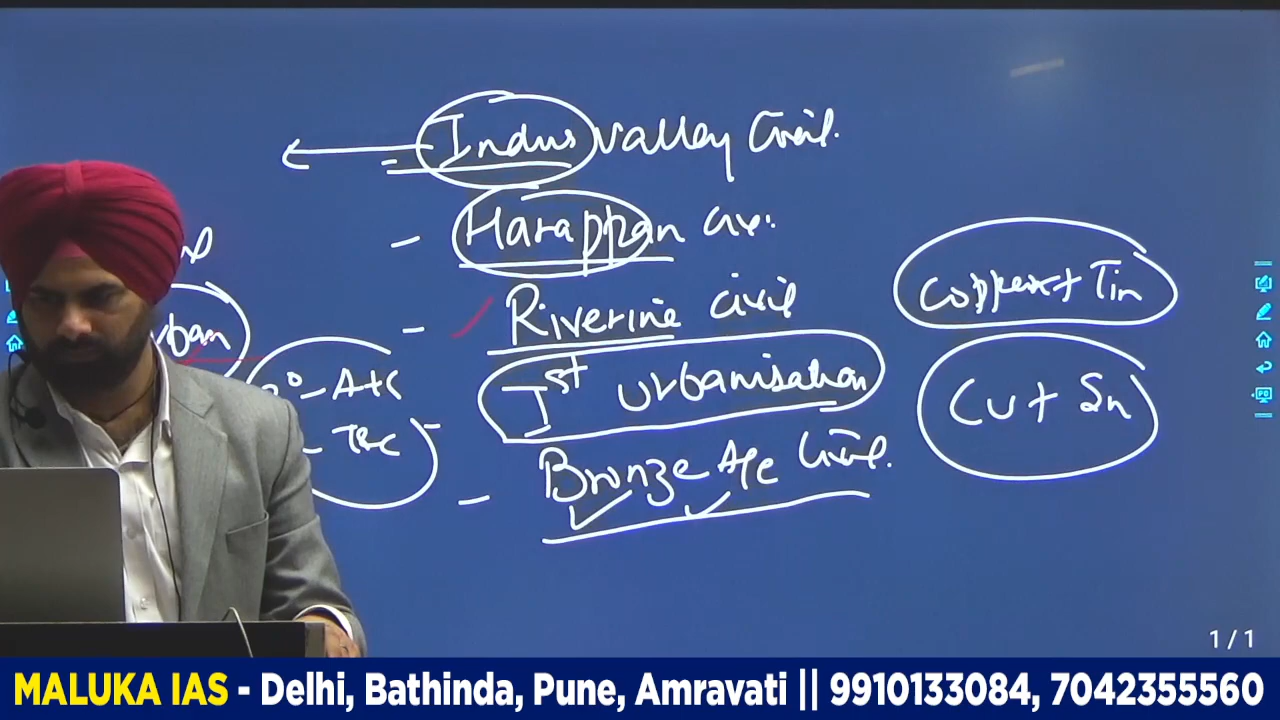 Indus valley Civil.
- Harappan civ.
- Riverine civil
Ist urbanisation
- Bronze Age Civil.
Copper + Tin
Cu + Sn
1/1
MALUKA IAS - Delhi, Bathinda, Pune, Amravati || 9910133084, 7042355560